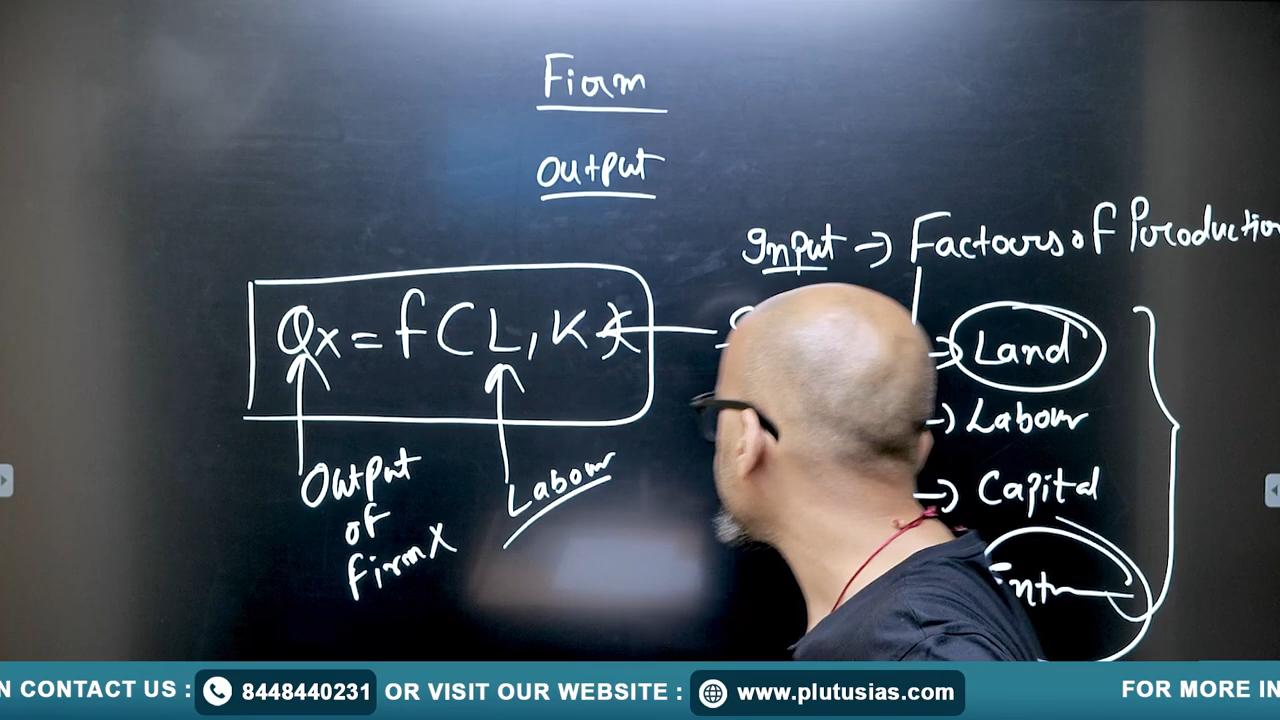 Firm
Output
Input → Factors of Production
Qx = f(L, K)
→ Land
→ Labour
→ Capital
Output
of
firm X
Labour
N CONTACT US : 8448440231 OR VISIT OUR WEBSITE : www.plutusias.com FOR MORE IN